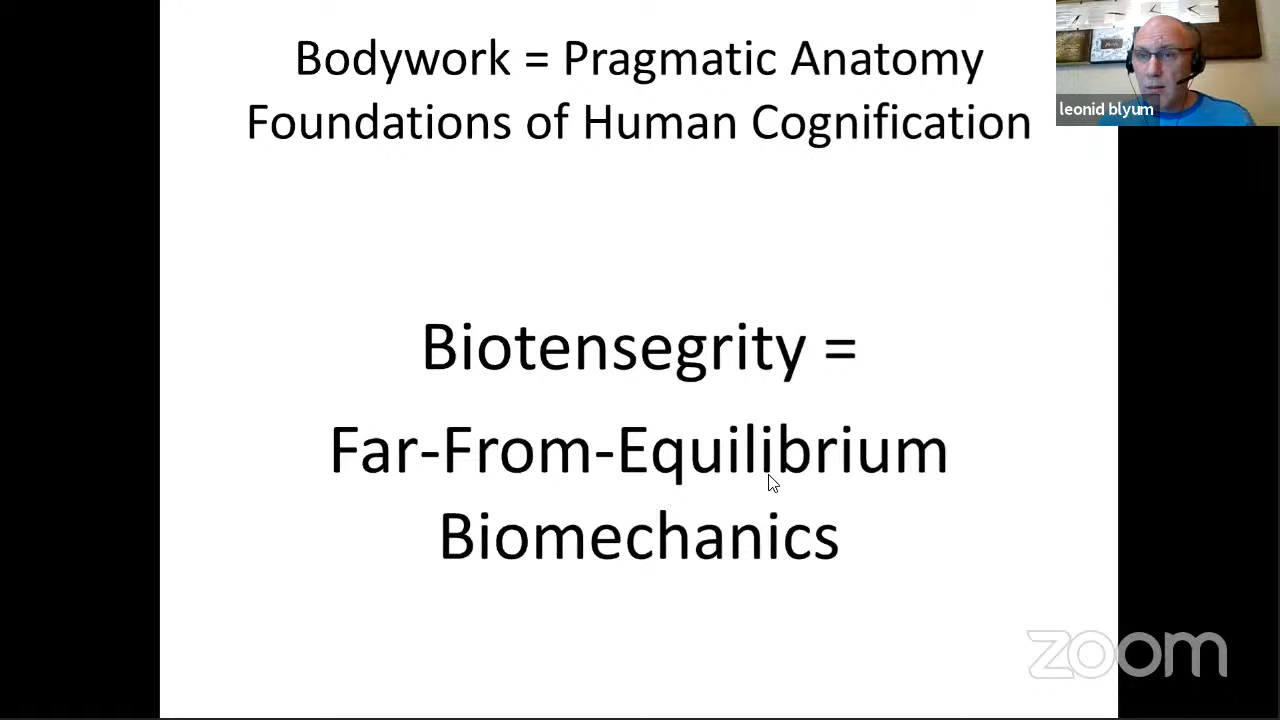 Bodywork = Pragmatic Anatomy
Foundations of Human Cognification
leonid blyum
Biotensegrity =
Far-From-Equilibrium
Biomechanics
zoom